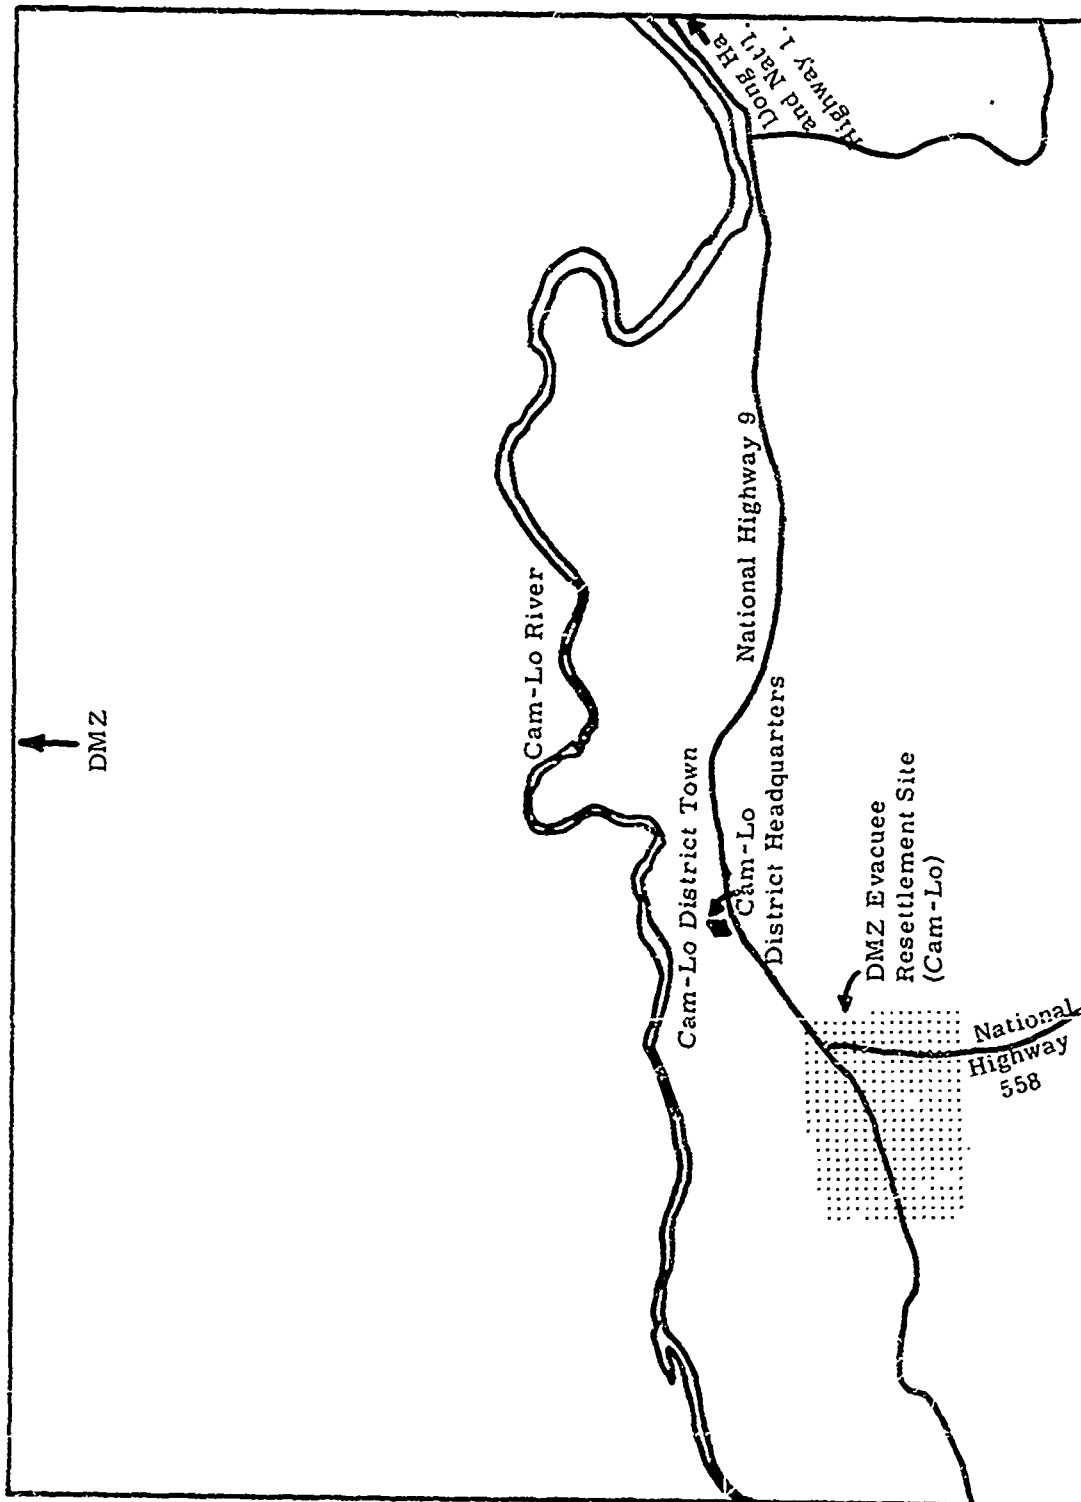 DMZ
Dong Ha
and Nat'l.
Highway 1.
Cam-Lo River
National Highway 9
Cam-Lo District Town
Cam-Lo
District Headquarters
DMZ Evacuee
Resettlement Site
(Cam-Lo)
National
Highway
558